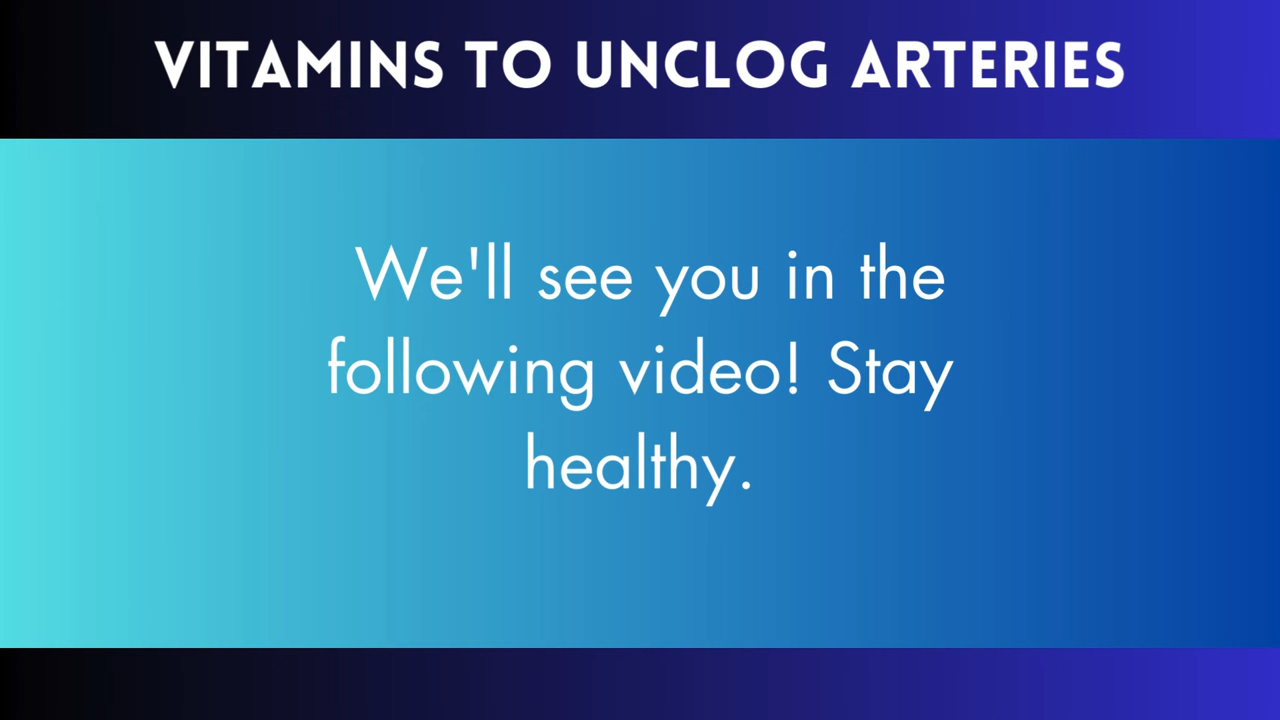 VITAMINS TO UNCLOG ARTERIES
We'll see you in the
following video! Stay
healthy.